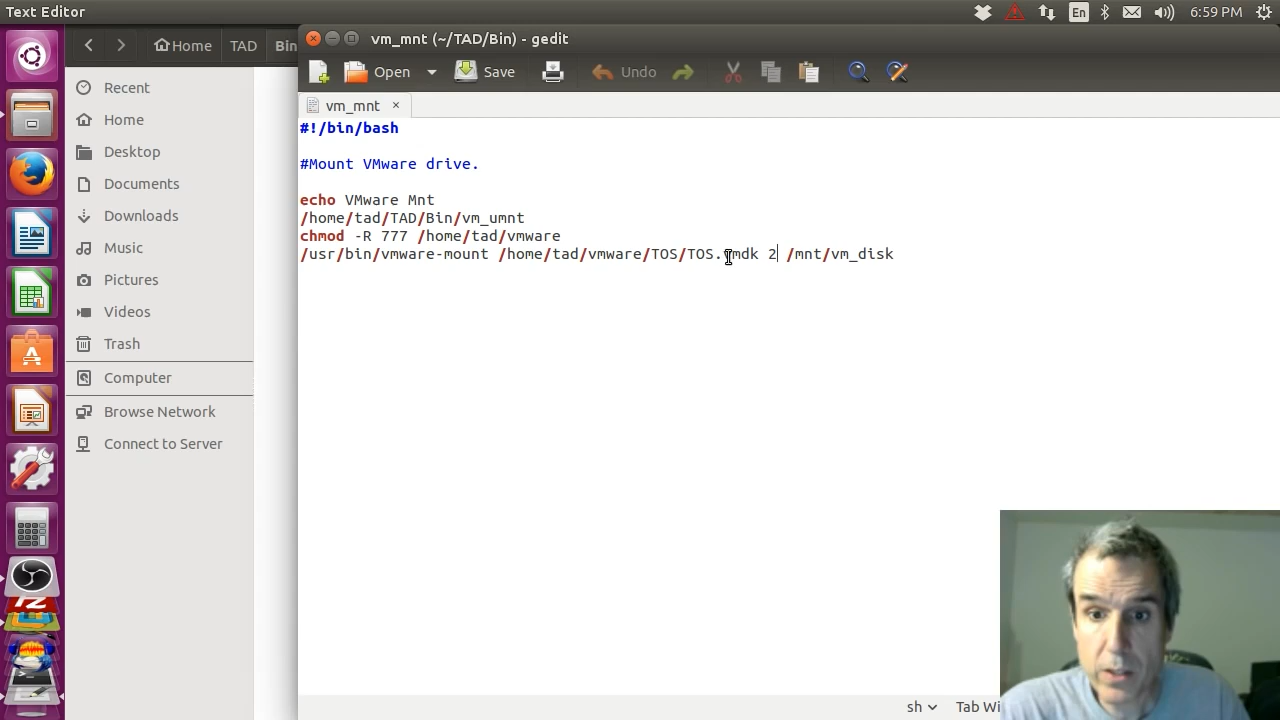 Text Editor
En
6:59 PM
Home
TAD
Bin
vm_mnt (~/TAD/Bin) - gedit
Open
Save
Undo
vm_mnt ×
Recent
Home
Desktop
Documents
Downloads
Music
Pictures
Videos
Trash
Computer
Browse Network
Connect to Server
#!/bin/bash
#Mount VMware drive.
echo VMware Mnt
/home/tad/TAD/Bin/vm_umnt
chmod -R 777 /home/tad/vmware
/usr/bin/vmware-mount /home/tad/vmware/TOS/TOS.vmdk 2 /mnt/vm_disk
sh
Tab Wi